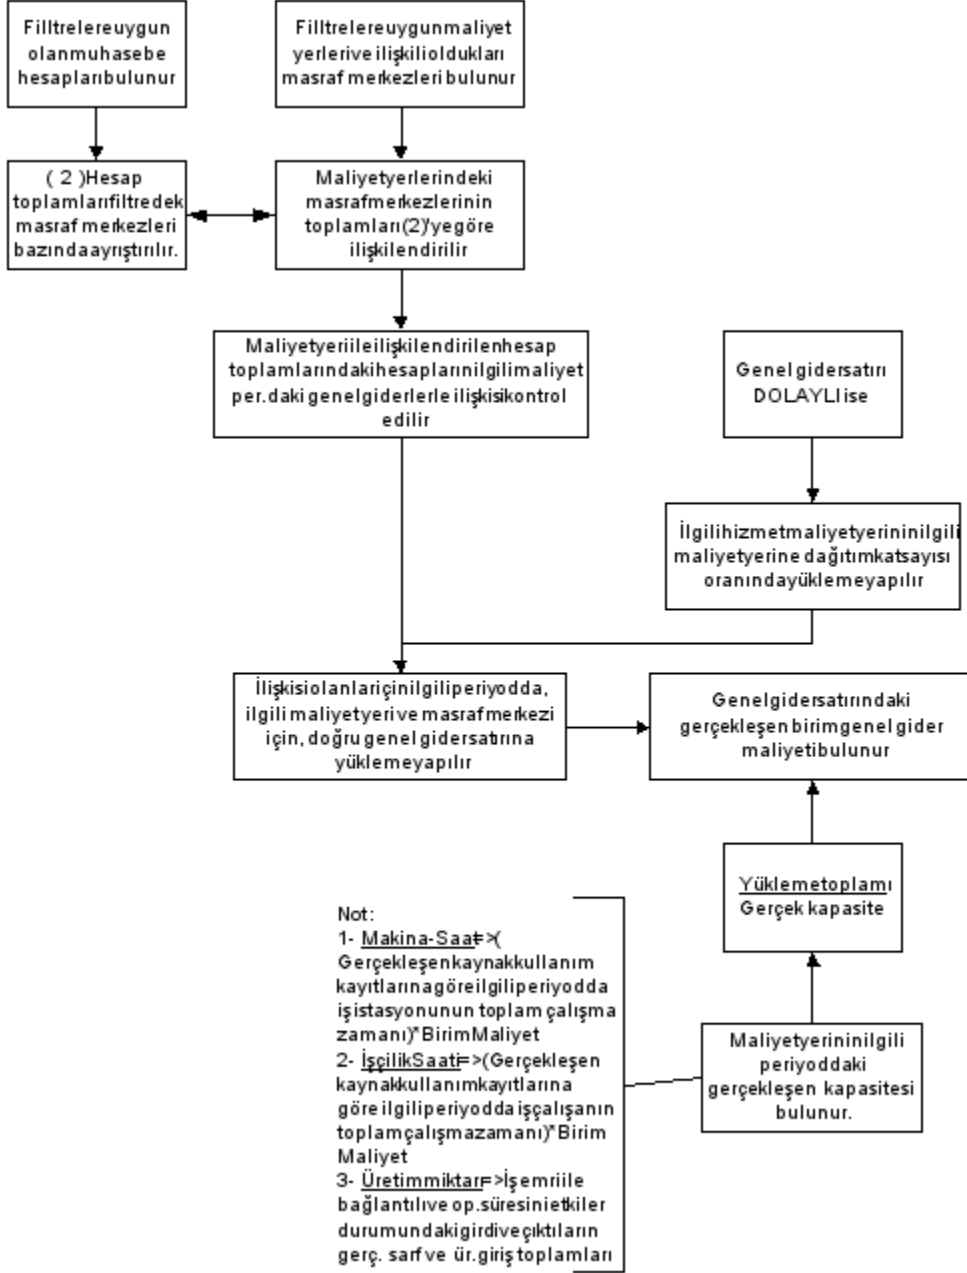 Filltrelere uygun
olan muhasebe
hesapları bulunur
Filltrelere uygun maliyet
yerleri ve ilişkili oldukları
masraf merkezleri bulunur
( 2 ) Hesap
toplamları filtredek
masraf merkezleri
bazında ayrıştırılır.
Maliyet yerlerindeki
masraf merkezlerinin
toplamları (2)'ye göre
ilişkilendirilir
Maliyet yeri ile ilişkilendirilen hesap
toplamlarındaki hesapların ilgili maliyet
per.daki genel giderlerle ilişkisi kontrol
edilir
Genel gider satırı
DOLAYLI ise
İlgili hizmet maliyet yerinin ilgili
maliyet yerine dağıtım katsayısı
oranında yükleme yapılır
İlişkisi olanlar için ilgili periyodda,
ilgili maliyet yeri ve masraf merkezi
için, doğru genel gider satırına
yükleme yapılır
Genel gider satırındaki
gerçekleşen birim genel gider
maliyeti bulunur
Yükleme toplamı
Gerçek kapasite
Not:
1- Makina-Saat=>(
Gerçekleşen kaynak kullanım
kayıtlarına göre ilgili periyodda
iş istasyonunun toplam çalışma
zamanı)*Birim Maliyet
2- İşçilik Saati=>(Gerçekleşen
kaynak kullanım kayıtlarına
göre ilgili periyodda iş çalışanın
toplam çalışma zamanı)*Birim
Maliyet
3- Üretim miktarı=>İş emri ile
bağlantılı ve op.süresini etkiler
durumundaki girdi ve çıktıların
gerç. sarf ve ür.giriş toplamları
Maliyet yerinin ilgili
periyoddaki
gerçekleşen kapasitesi
bulunur.